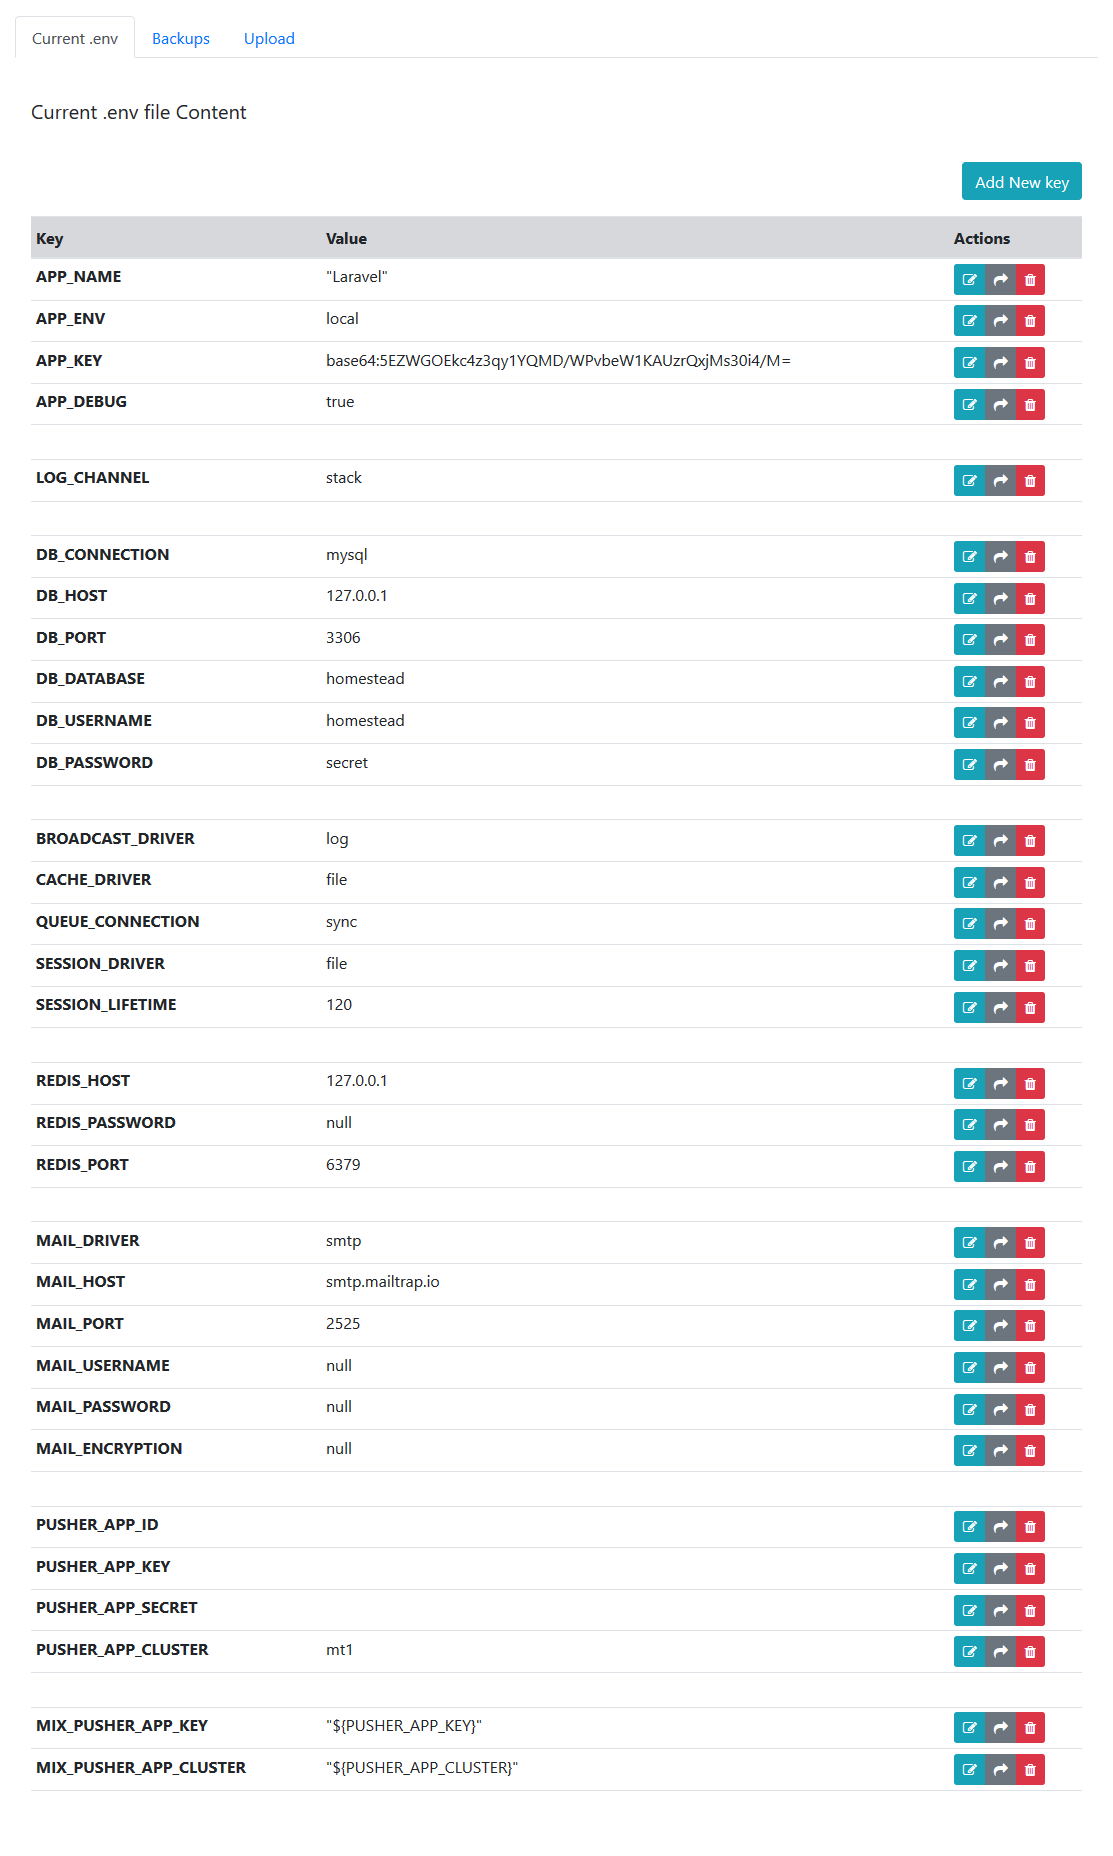 Current .env Backups Upload
Current .env file Content
Add New key
Key Value Actions
APP_NAME "Laravel"
APP_ENV local
APP_KEY base64:5EZWGOEkc4z3qy1YQMD/WPvbeW1KAUzrQxjMs30i4/M=
APP_DEBUG true
LOG_CHANNEL stack
DB_CONNECTION mysql
DB_HOST 127.0.0.1
DB_PORT 3306
DB_DATABASE homestead
DB_USERNAME homestead
DB_PASSWORD secret
BROADCAST_DRIVER log
CACHE_DRIVER file
QUEUE_CONNECTION sync
SESSION_DRIVER file
SESSION_LIFETIME 120
REDIS_HOST 127.0.0.1
REDIS_PASSWORD null
REDIS_PORT 6379
MAIL_DRIVER smtp
MAIL_HOST smtp.mailtrap.io
MAIL_PORT 2525
MAIL_USERNAME null
MAIL_PASSWORD null
MAIL_ENCRYPTION null
PUSHER_APP_ID
PUSHER_APP_KEY
PUSHER_APP_SECRET
PUSHER_APP_CLUSTER mt1
MIX_PUSHER_APP_KEY "${PUSHER_APP_KEY}"
MIX_PUSHER_APP_CLUSTER "${PUSHER_APP_CLUSTER}"